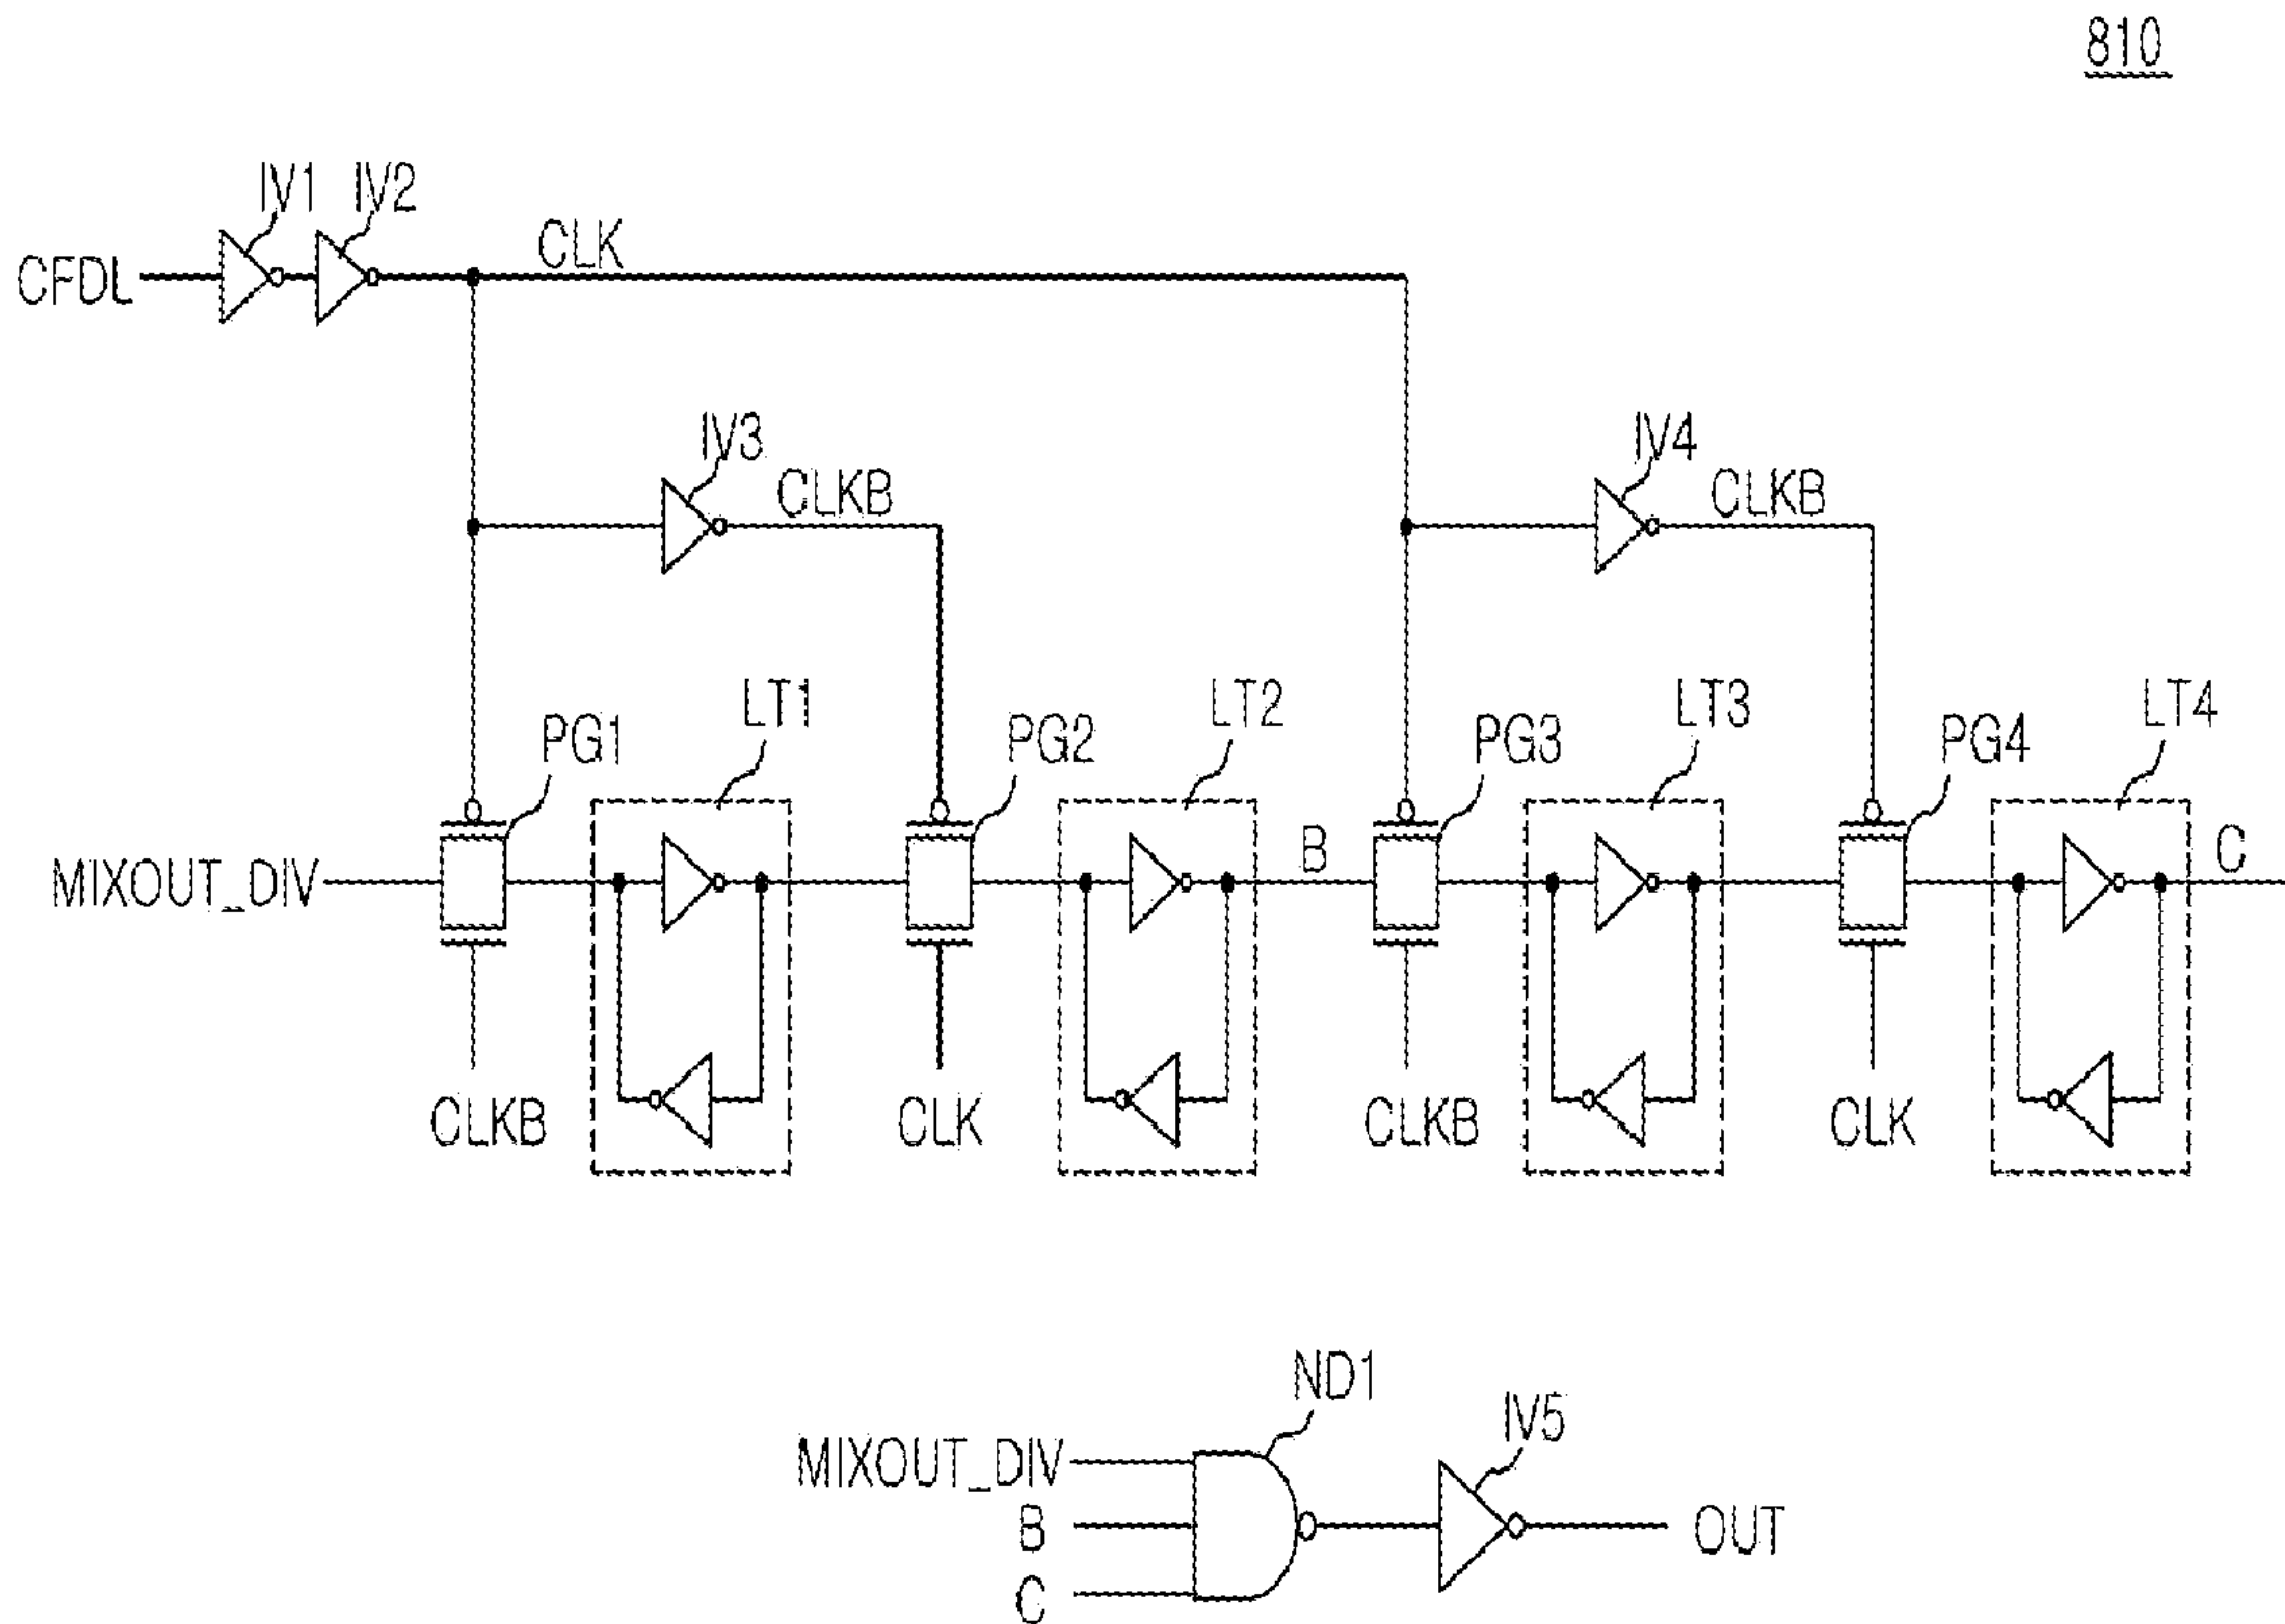 810
IV1
IV2
CLK
CFDL
IV3
CLKB
IV4
CLKB
PG1
LT1
PG2
LT2
PG3
LT3
PG4
LT4
MIXOUT_DIV
B
C
CLKB
CLK
CLKB
CLK
ND1
IV5
MIXOUT_DIV
B
C
OUT